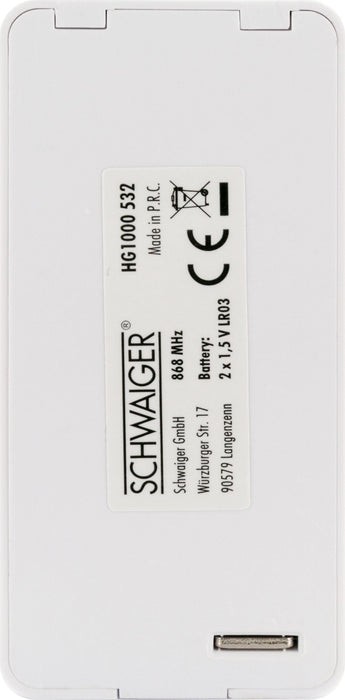 SCHWAIGER®
HG1000 532
Schwaiger GmbH
868 MHz
Made in P.R.C.
Würzburger Str. 17
Battery:
90579 Langenzenn
2 x 1,5 V LR03
CE